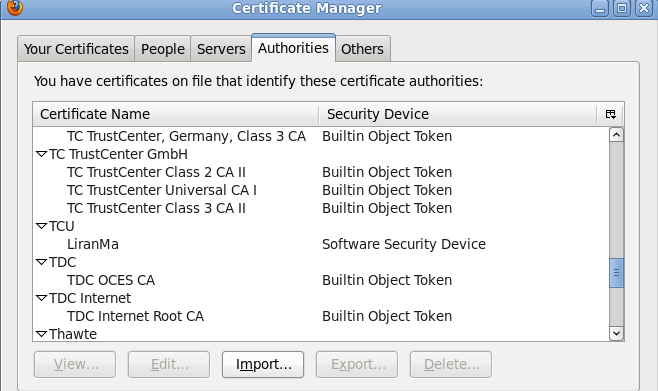 Certificate Manager
Your Certificates People Servers Authorities Others
You have certificates on file that identify these certificate authorities:
Certificate Name Security Device
TC TrustCenter, Germany, Class 3 CA Builtin Object Token
TC TrustCenter GmbH
TC TrustCenter Class 2 CA II Builtin Object Token
TC TrustCenter Universal CA I Builtin Object Token
TC TrustCenter Class 3 CA II Builtin Object Token
TCU
LiranMa Software Security Device
TDC
TDC OCES CA Builtin Object Token
TDC Internet
TDC Internet Root CA Builtin Object Token
Thawte
View... Edit... Import... Export... Delete...